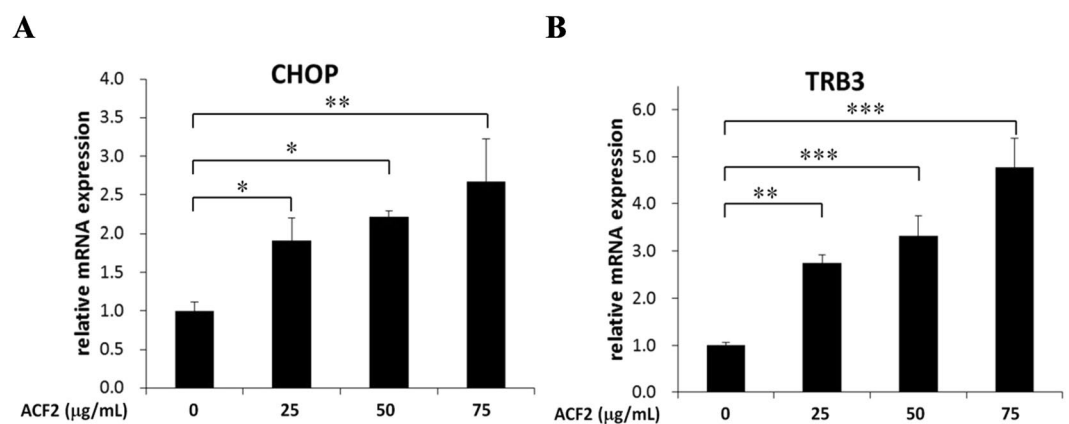 A
CHOP
relative mRNA expression
4.0
3.5
3.0
2.5
2.0
1.5
1.0
0.5
0.0
**
*
*
ACF2 (μg/mL) 0 25 50 75
B
TRB3
relative mRNA expression
6.0
5.0
4.0
3.0
2.0
1.0
0.0
***
***
**
ACF2 (μg/mL) 0 25 50 75